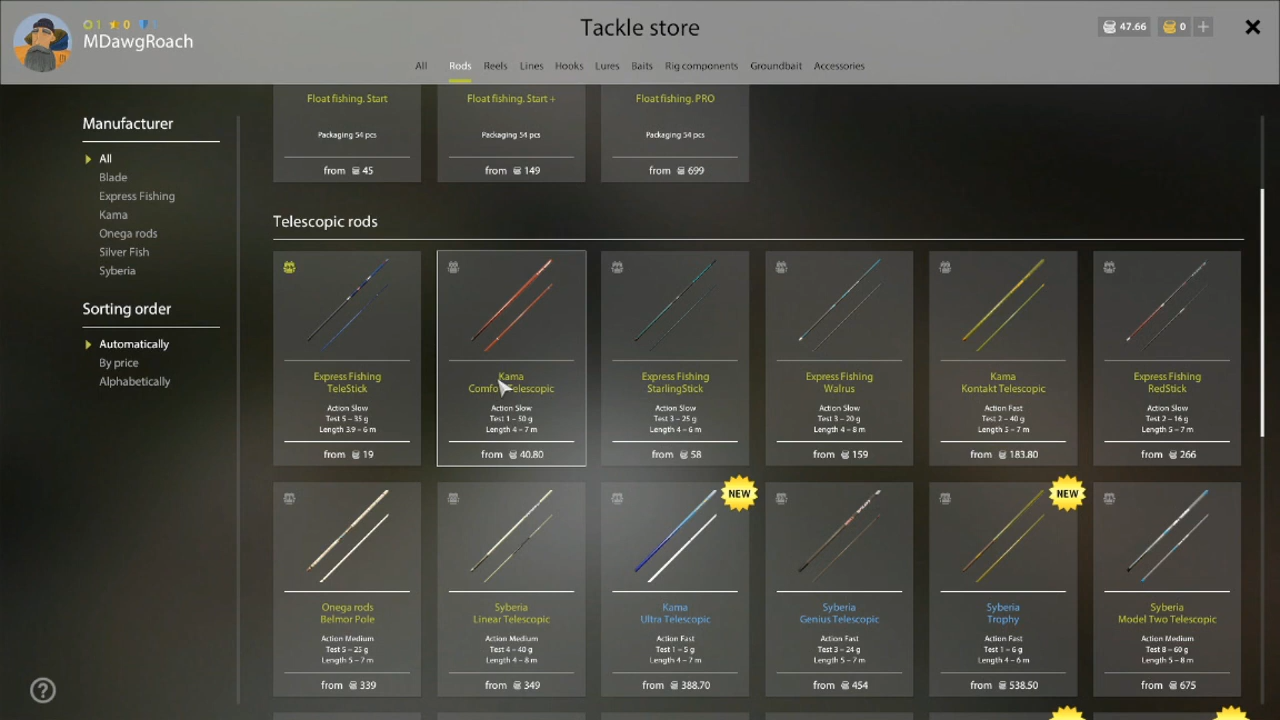 1 0 1
MDawgRoach
Tackle store
47.66
0 +
All Rods Reels Lines Hooks Lures Baits Rig components Groundbait Accessories
Manufacturer
All
Blade
Express Fishing
Kama
Onega rods
Silver Fish
Syberia
Sorting order
Automatically
By price
Alphabetically
Float fishing. Start
Packaging 54 pcs
from 45
Float fishing. Start +
Packaging 54 pcs
from 149
Float fishing. PRO
Packaging 54 pcs
from 699
Telescopic rods
Express Fishing
TeleStick
Action Slow
Test 5 – 35 g
Length 3.9 – 6 m
from 19
Kama
Action Slow
Test 1 – 50 g
Length 4 – 7 m
from 40.80
Express Fishing
StarlingStick
Action Slow
Test 3 – 25 g
Length 4 – 6 m
from 58
Express Fishing
Walrus
Action Slow
Test 3 – 20 g
Length 4 – 8 m
from 159
Kama
Kontakt Telescopic
Action Fast
Test 2 – 40 g
Length 5 – 7 m
from 183.80
Express Fishing
RedStick
Action Slow
Test 2 – 16 g
Length 5 – 7 m
from 266
Onega rods
Belmor Pole
Action Medium
Test 5 – 25 g
Length 5 – 7 m
from 339
Syberia
Linear Telescopic
Action Medium
Test 4 – 40 g
Length 4 – 8 m
from 349
NEW
Kama
Ultra Telescopic
Action Fast
Test 1 – 5 g
Length 4 – 7 m
from 388.70
Syberia
Genius Telescopic
Action Fast
Test 3 – 24 g
Length 5 – 7 m
from 454
NEW
Syberia
Trophy
Action Fast
Test 1 – 6 g
Length 4 – 6 m
from 538.50
Syberia
Model Two Telescopic
Action Medium
Test 8 – 60 g
Length 5 – 8 m
from 675
?